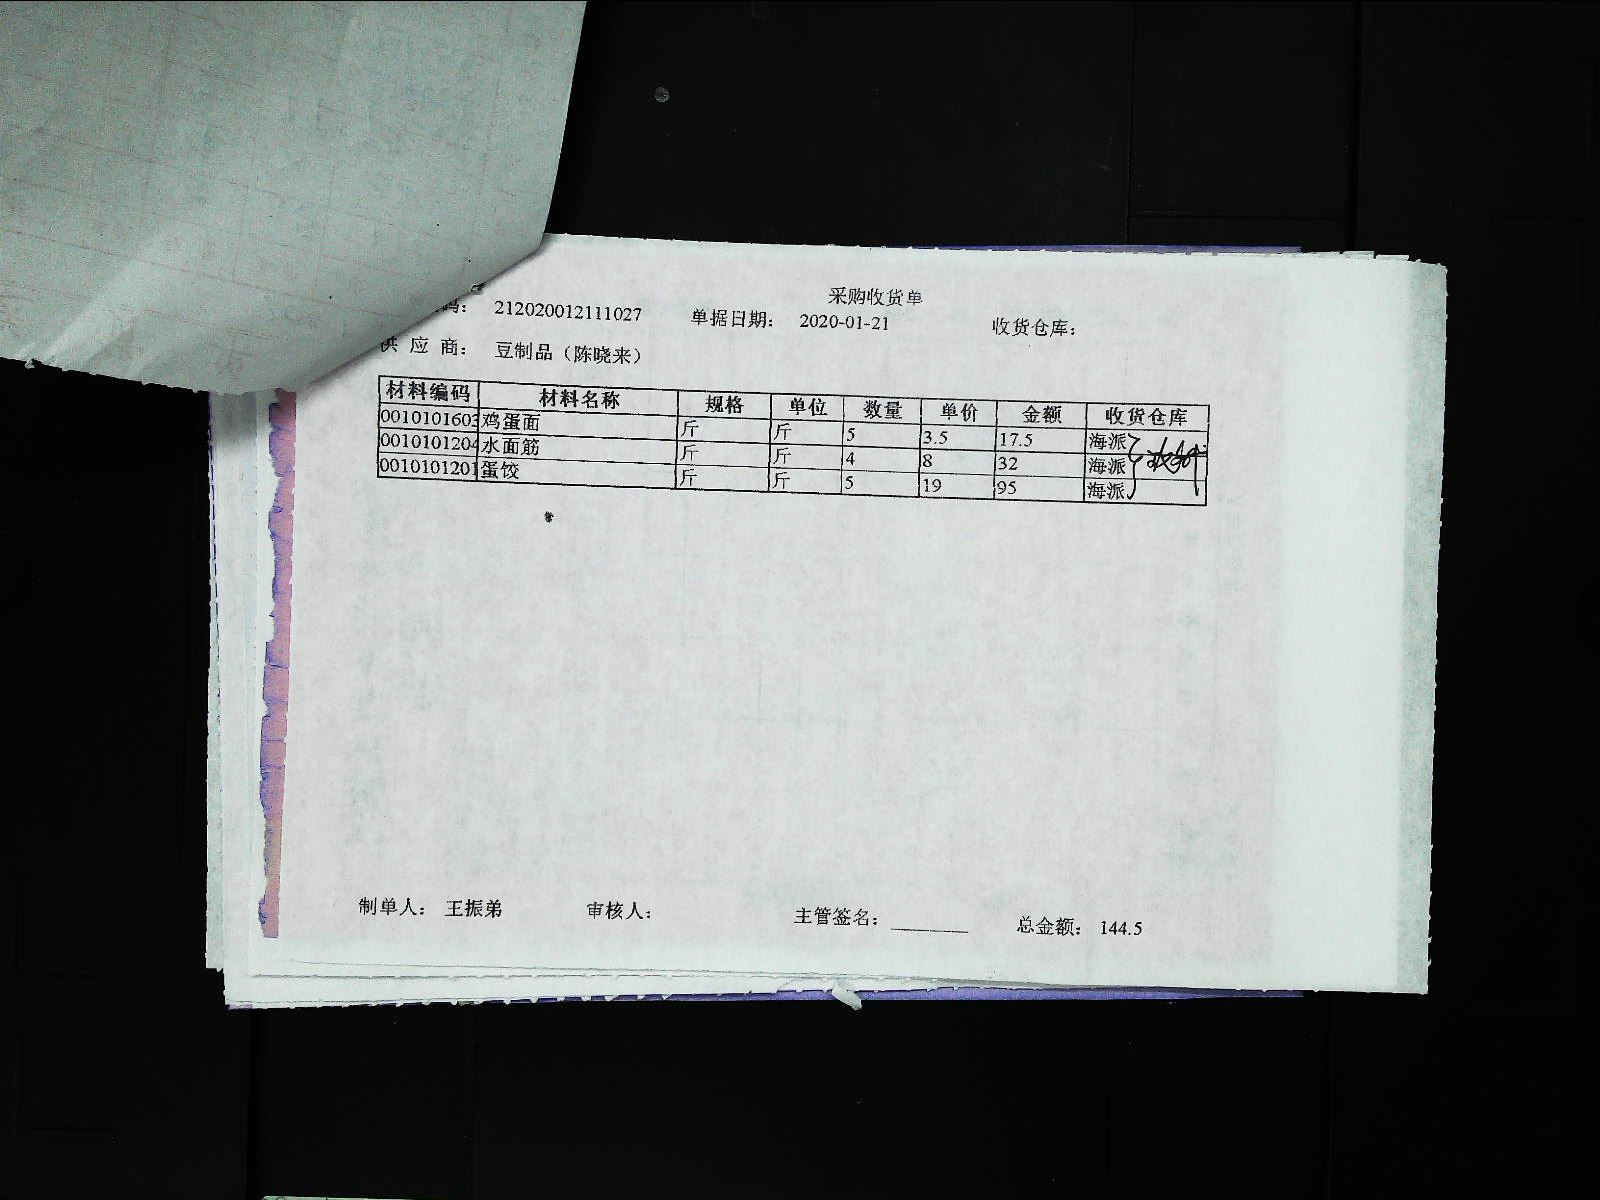 采购收货单
码： 212020012111027 单据日期： 2020-01-21 收货仓库：
供 应 商： 豆制品（陈晓来）
材料编码 材料名称 规格 单位 数量 单价 金额 收货仓库
0010101603 鸡蛋面 斤 斤 5 3.5 17.5 海派
0010101204 水面筋 斤 斤 4 8 32 海派
0010101201 蛋饺 斤 斤 5 19 95 海派
制单人： 王振弟 审核人： 主管签名： 总金额： 144.5